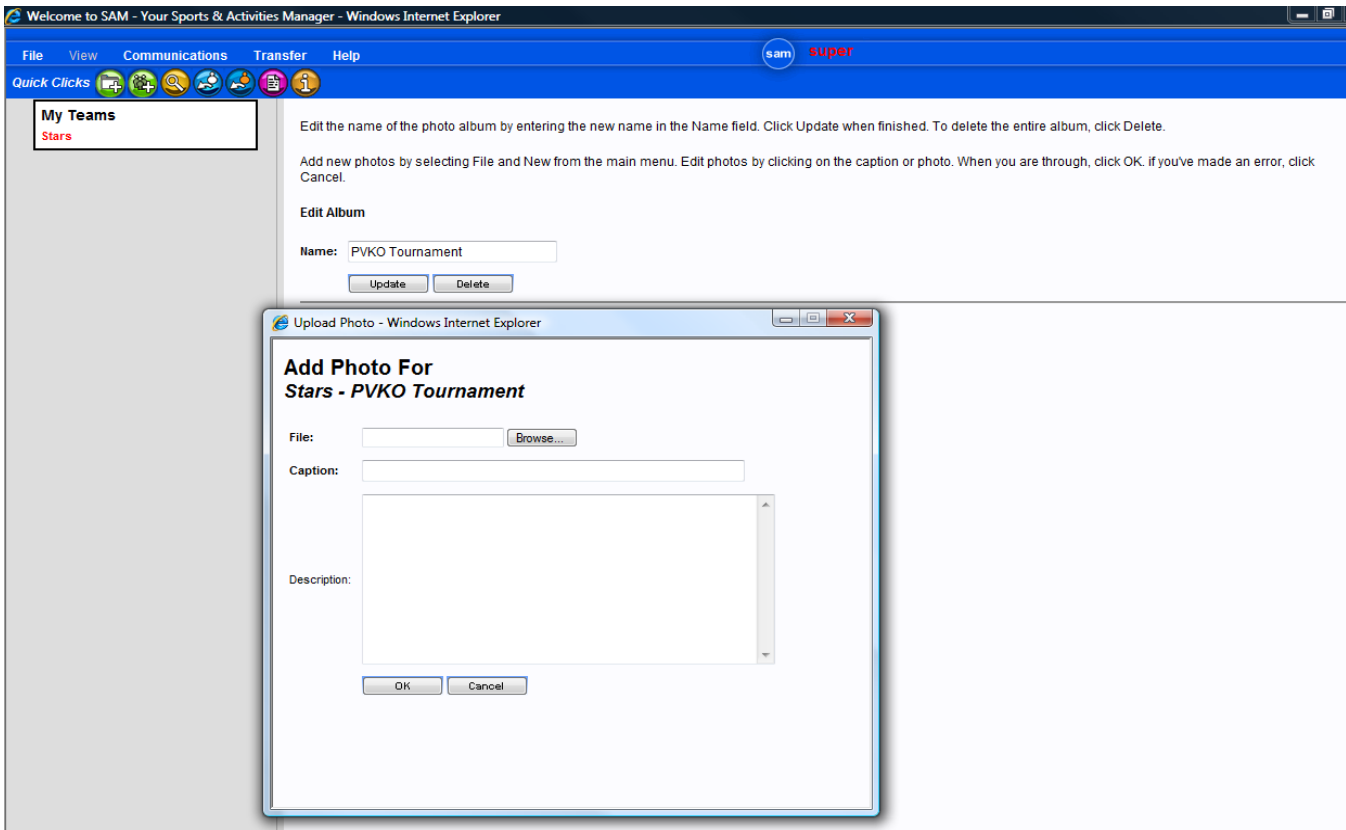 Welcome to SAM - Your Sports & Activities Manager - Windows Internet Explorer
File View Communications Transfer Help
sam super
Quick Clicks
My Teams
Stars
Edit the name of the photo album by entering the new name in the Name field. Click Update when finished. To delete the entire album, click Delete.
Add new photos by selecting File and New from the main menu. Edit photos by clicking on the caption or photo. When you are through, click OK. if you've made an error, click
Cancel.
Edit Album
Name: PVKO Tournament
Update Delete
Upload Photo - Windows Internet Explorer
Add Photo For
Stars - PVKO Tournament
File: Browse...
Caption:
Description:
OK Cancel